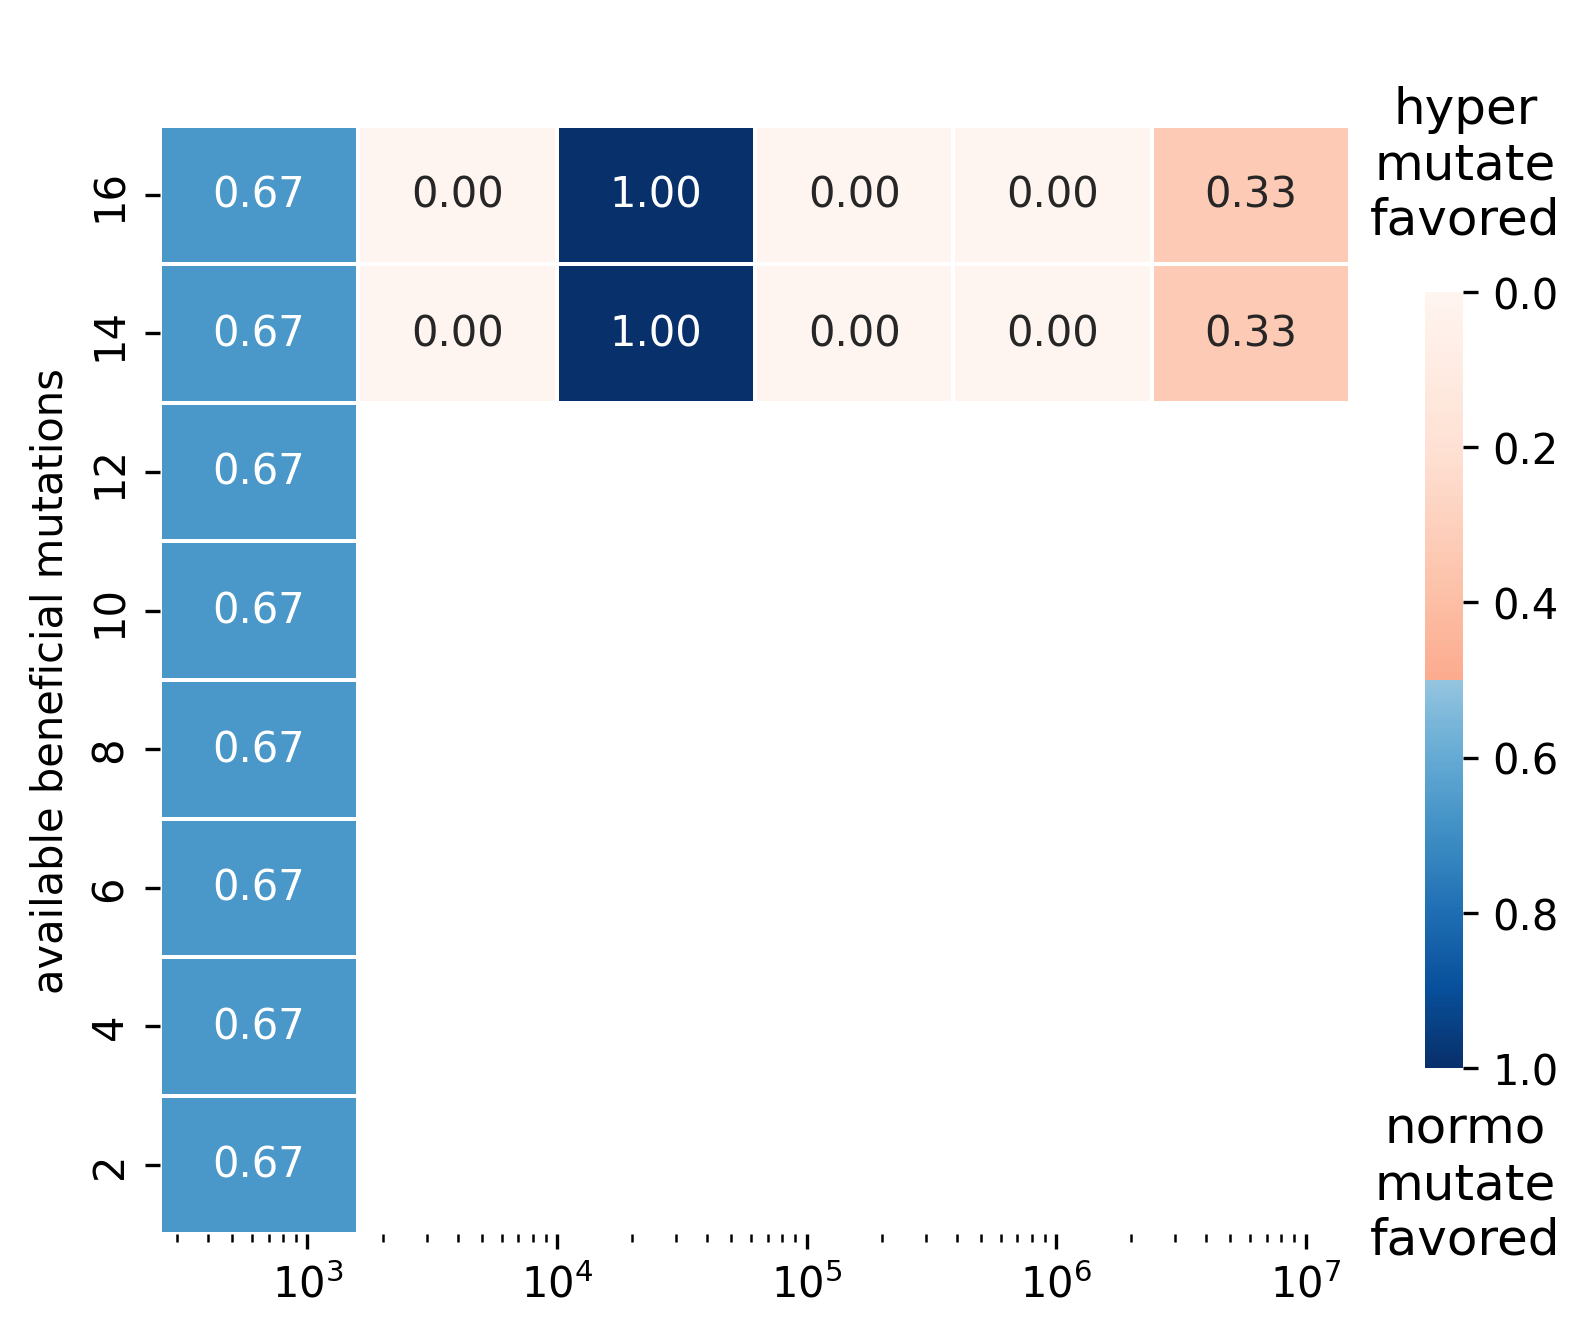 hyper
mutate
favored
16 0.67 0.00 1.00 0.00 0.00 0.33
14 0.67 0.00 1.00 0.00 0.00 0.33
12 0.67
10 0.67
8 0.67
6 0.67
4 0.67
2 0.67
available beneficial mutations
10³ 10⁴ 10⁵ 10⁶ 10⁷
0.0
0.2
0.4
0.6
0.8
1.0
normo
mutate
favored